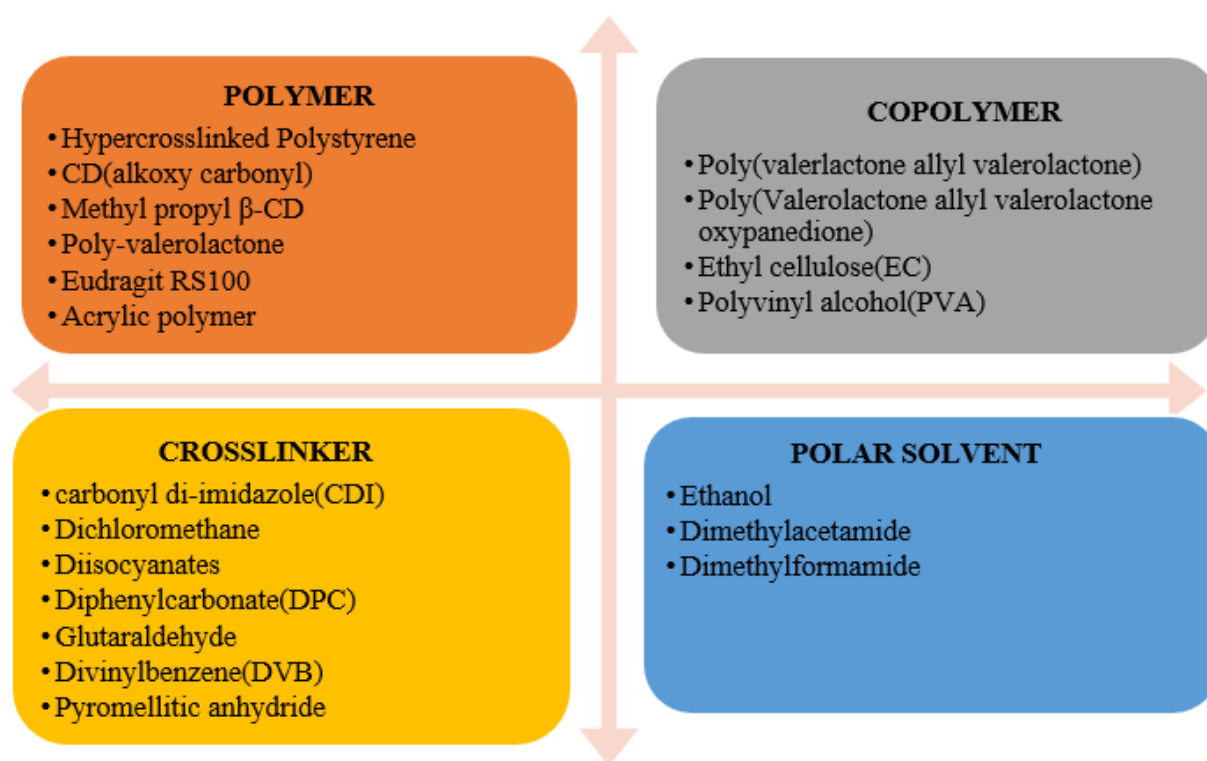 POLYMER
•Hypercrosslinked Polystyrene
•CD(alkoxy carbonyl)
•Methyl propyl β-CD
•Poly-valerolactone
•Eudragit RS100
•Acrylic polymer
COPOLYMER
•Poly(valerlactone allyl valerolactone)
•Poly(Valerolactone allyl valerolactone
oxypanedione)
•Ethyl cellulose(EC)
•Polyvinyl alcohol(PVA)
CROSSLINKER
•carbonyl di-imidazole(CDI)
•Dichloromethane
•Diisocyanates
•Diphenylcarbonate(DPC)
•Glutaraldehyde
•Divinylbenzene(DVB)
•Pyromellitic anhydride
POLAR SOLVENT
•Ethanol
•Dimethylacetamide
•Dimethylformamide